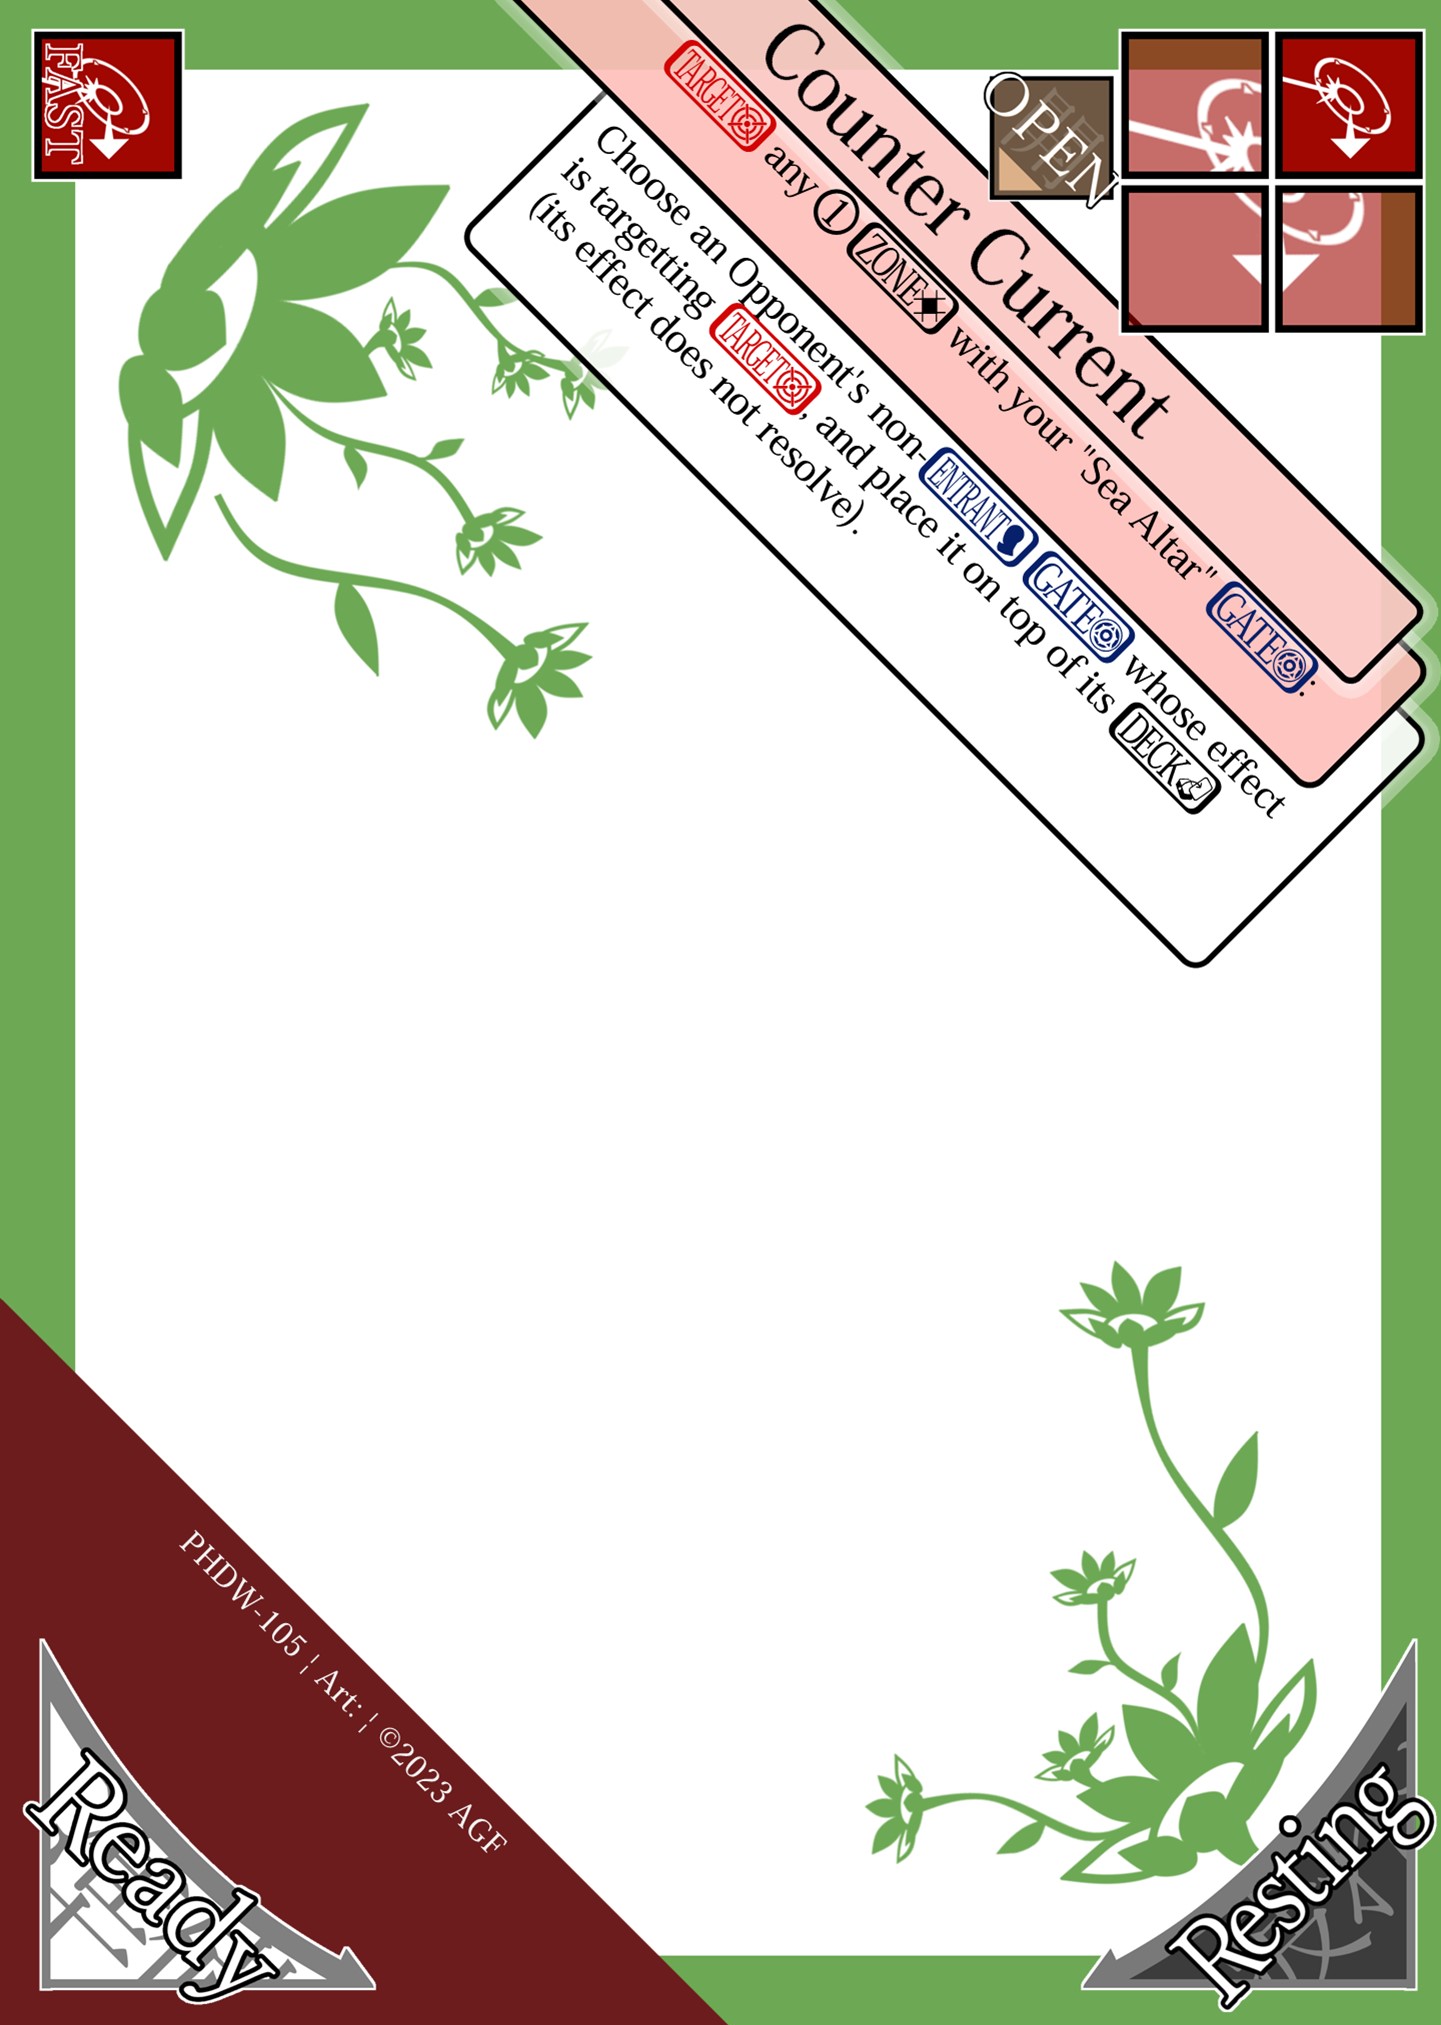 FAST
OPEN
Counter Current
TARGET any 1 ZONE with your "Sea Altar" GATE :
Choose an Opponent's non-ENTRANT GATE whose effect
is targetting TARGET, and place it on top of its DECK
(its effect does not resolve).
PHDW-105 ¦ Art: ¦ ©2023 AGF
Ready
Resting